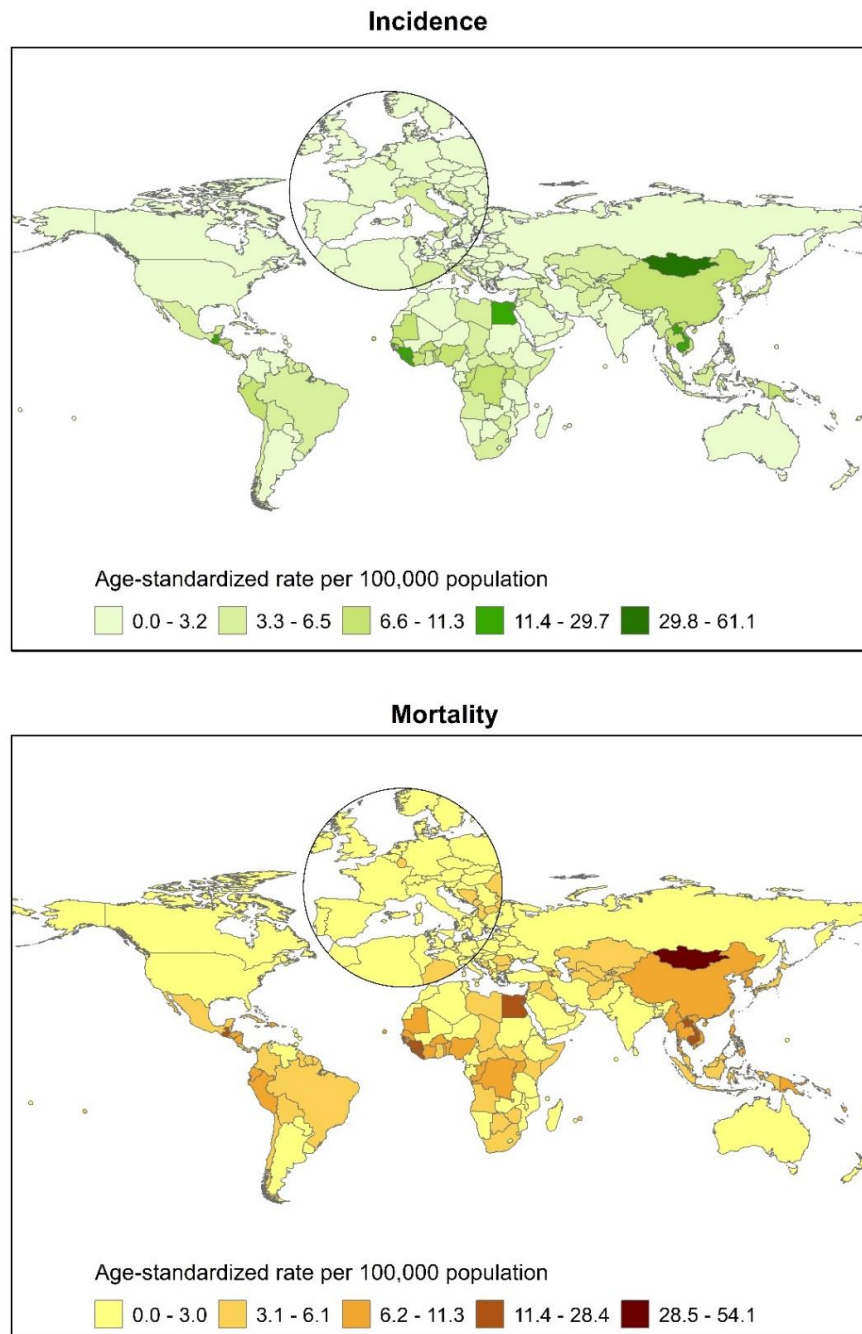 Incidence
Age-standardized rate per 100,000 population
0.0 - 3.2 3.3 - 6.5 6.6 - 11.3 11.4 - 29.7 29.8 - 61.1
Mortality
Age-standardized rate per 100,000 population
0.0 - 3.0 3.1 - 6.1 6.2 - 11.3 11.4 - 28.4 28.5 - 54.1